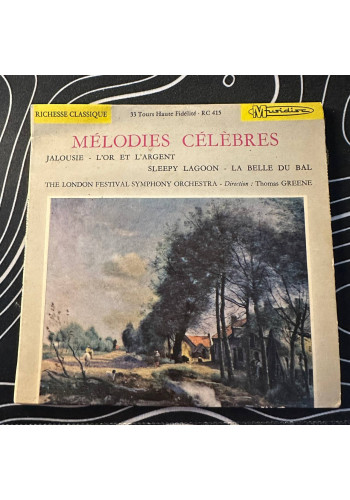 RICHESSE CLASSIQUE
33 Tours Haute Fidélité - RC 415
Musidisc
MÉLODIES CÉLÈBRES
JALOUSIE - L'OR ET L'ARGENT
SLEEPY LAGOON - LA BELLE DU BAL
THE LONDON FESTIVAL SYMPHONY ORCHESTRA - Direction : Thomas GREENE